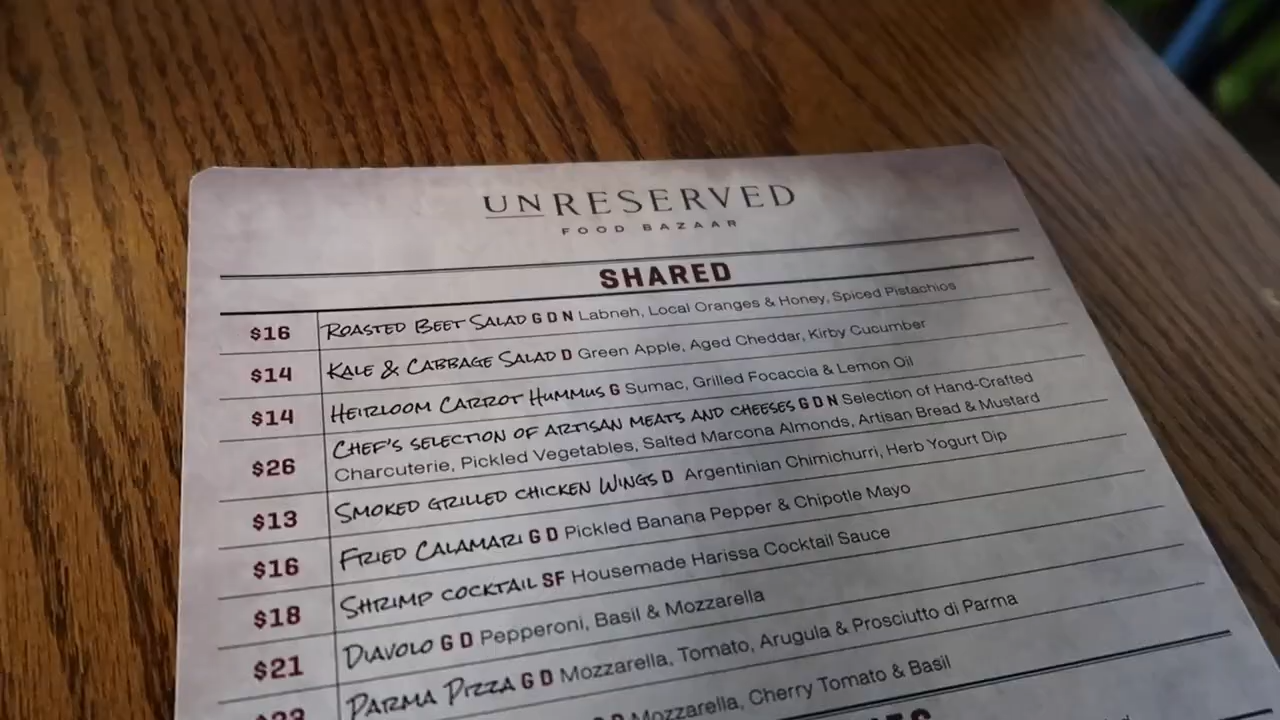 UNRESERVED
FOOD BAZAAR
SHARED
$16 ROASTED BEET SALAD G D N Labneh, Local Oranges & Honey, Spiced Pistachios
$14 KALE & CABBAGE SALAD D Green Apple, Aged Cheddar, Kirby Cucumber
$14 HEIRLOOM CARROT HUMMUS G Sumac, Grilled Focaccia & Lemon Oil
$26 CHEF'S SELECTION OF ARTISAN MEATS AND CHEESES G D N Selection of Hand-Crafted
Charcuterie, Pickled Vegetables, Salted Marcona Almonds, Artisan Bread & Mustard
$13 SMOKED GRILLED CHICKEN WINGS D Argentinian Chimichurri, Herb Yogurt Dip
$16 FRIED CALAMARI G D Pickled Banana Pepper & Chipotle Mayo
$18 SHRIMP COCKTAIL SF Housemade Harissa Cocktail Sauce
$21 DIAVOLO G D Pepperoni, Basil & Mozzarella
PARMA PIZZA G D Mozzarella, Tomato, Arugula & Prosciutto di Parma
Mozzarella, Cherry Tomato & Basil